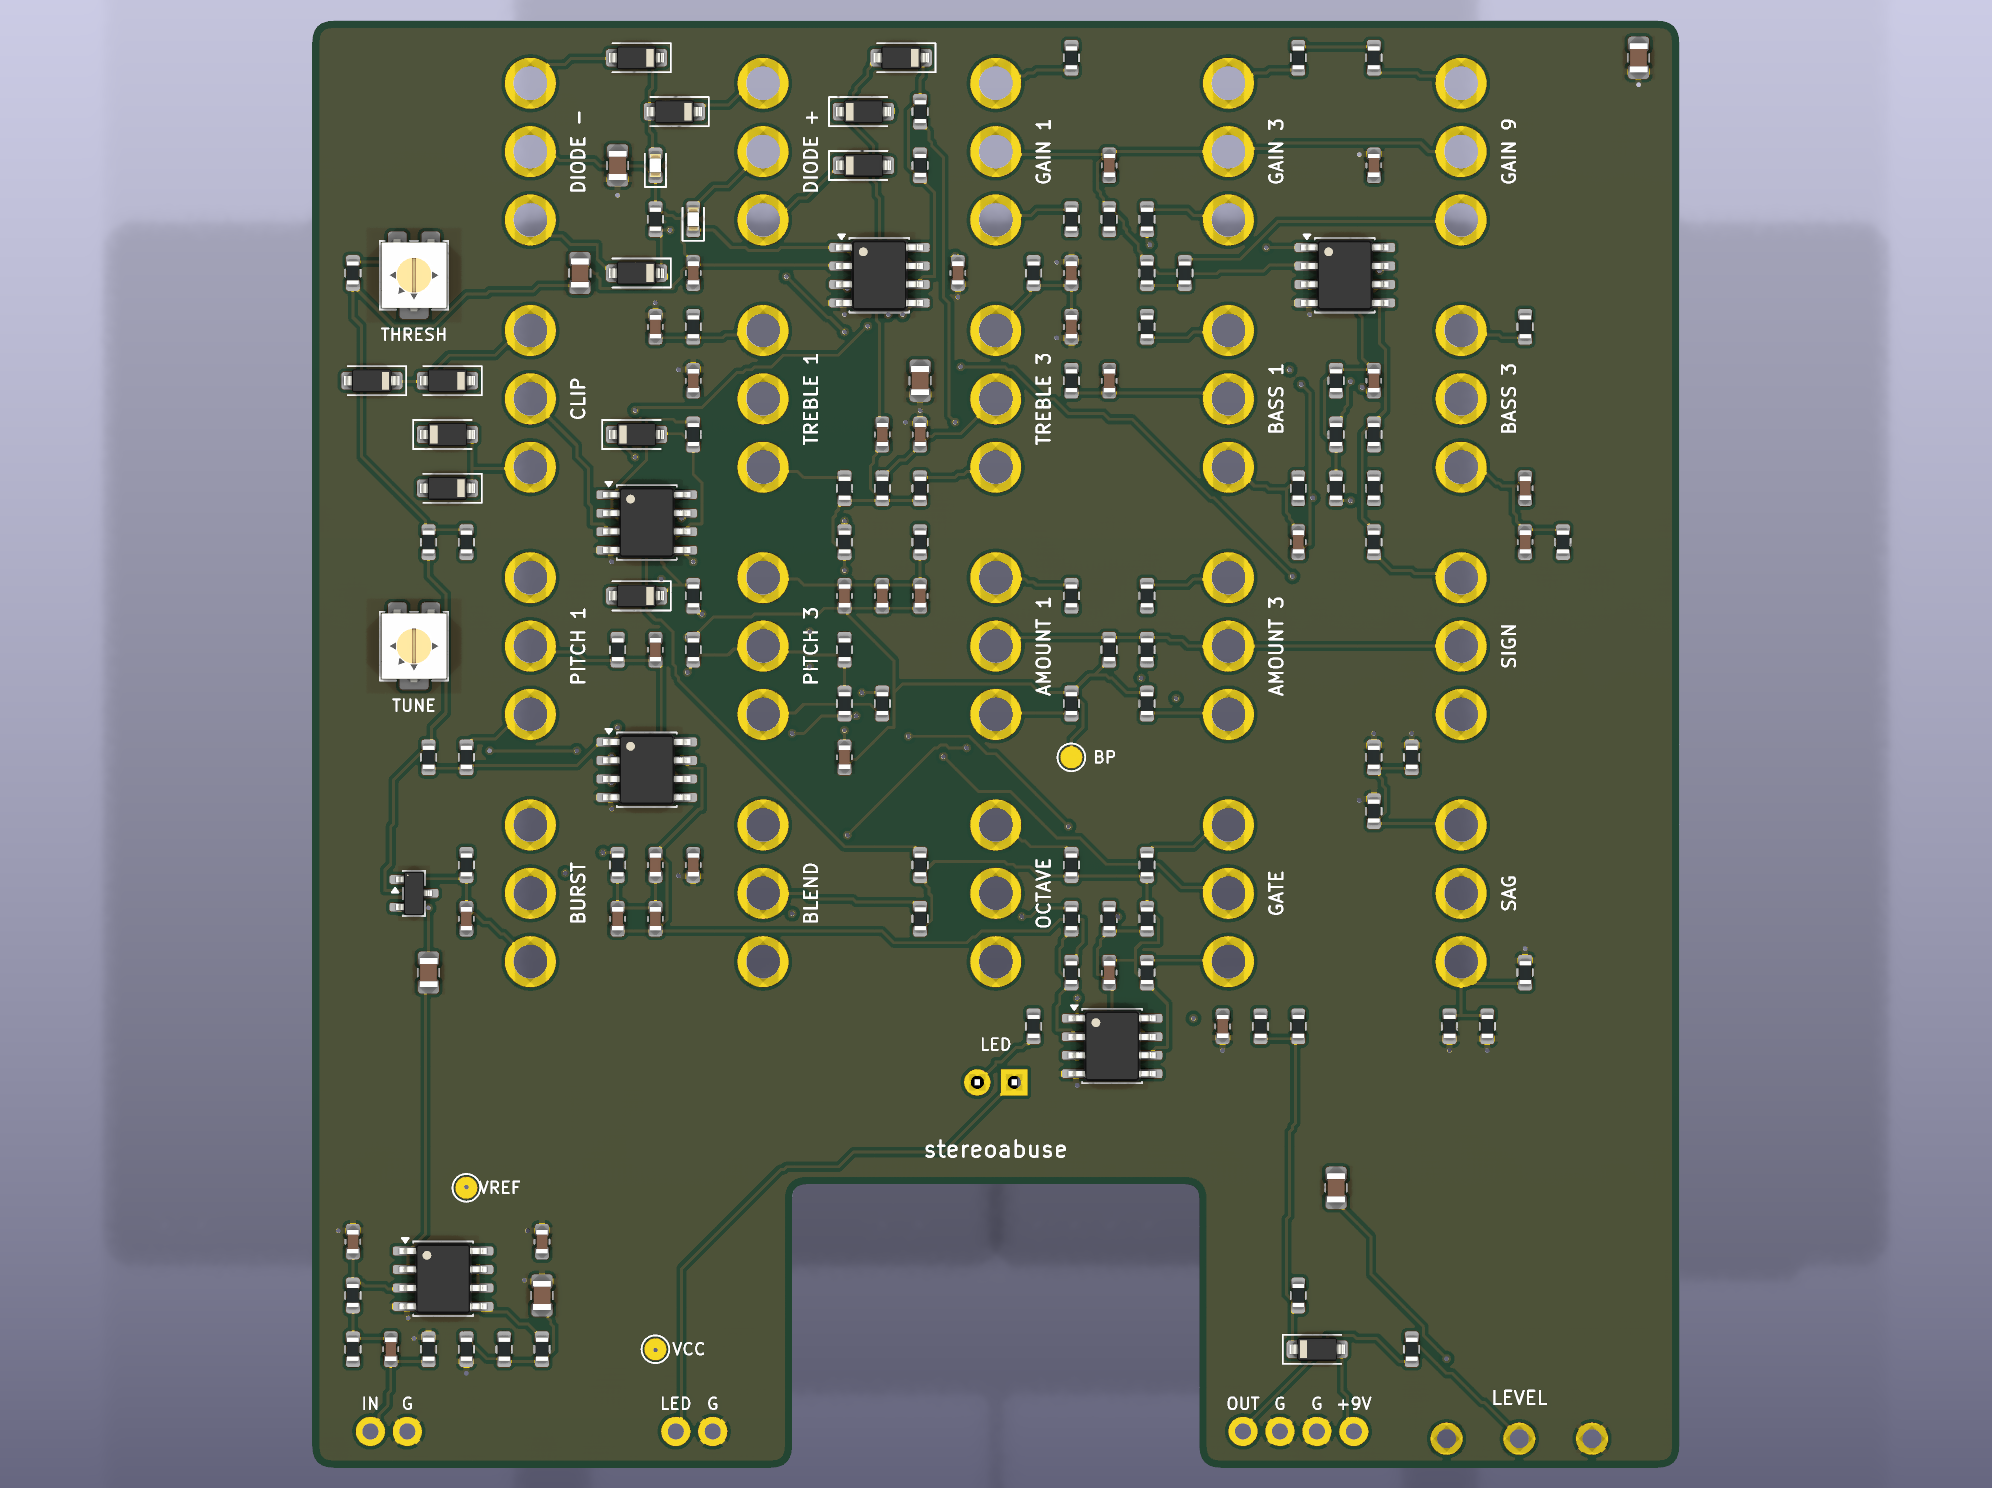 DIODE -
DIODE +
GAIN 1
GAIN 3
GAIN 9
THRESH
CLIP
TREBLE 1
TREBLE 3
BASS 1
BASS 3
PITCH 1
PITCH 3
AMOUNT 1
AMOUNT 3
SIGN
TUNE
BP
BURST
BLEND
OCTAVE
GATE
SAG
LED
stereoabuse
VREF
VCC
IN G
LED G
OUT G G +9V
LEVEL